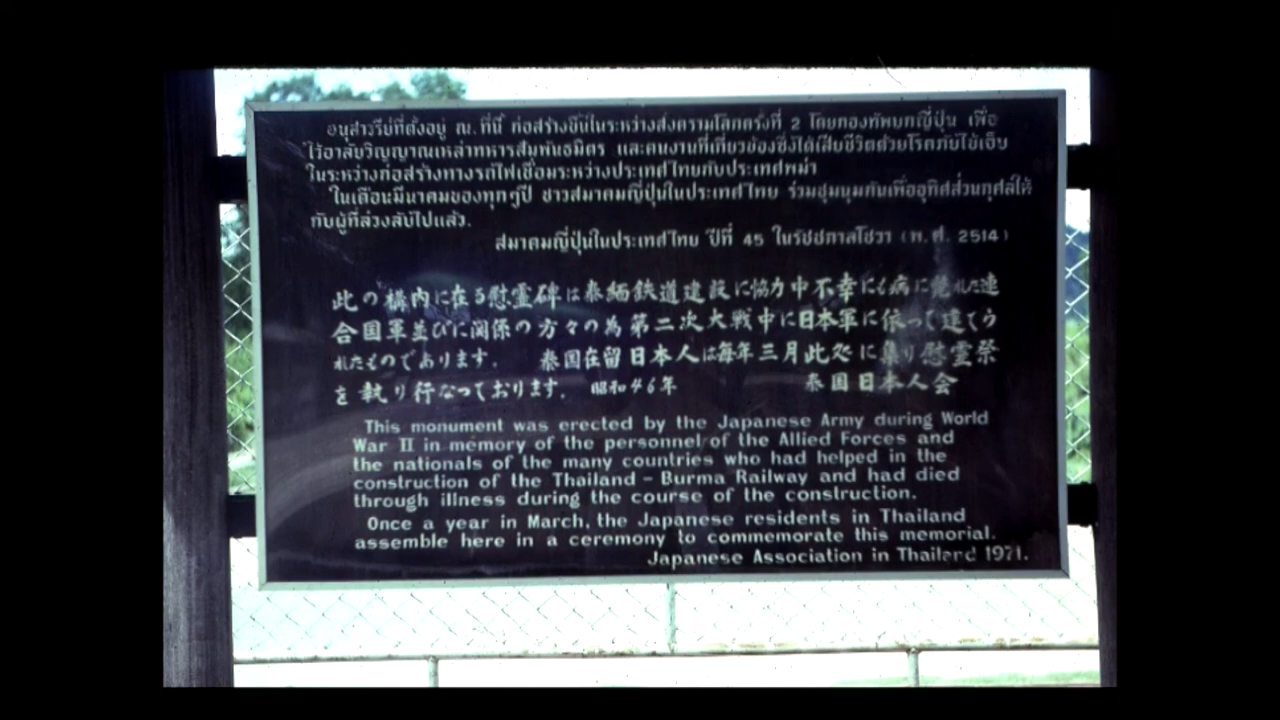 อนุสาวรีย์ที่ตั้งอยู่ ณ.ที่นี้ ก่อสร้างขึ้นในระหว่างสงครามโลกครั้งที่ 2 โดยกองทัพบกญี่ปุ่น เพื่อ
ไว้อาลัยวิญญาณเหล่าทหารสัมพันธมิตร และคนงานที่เกี่ยวข้องซึ่งได้เสียชีวิตด้วยโรคภัยไข้เจ็บ
ในระหว่างก่อสร้างทางรถไฟเชื่อมระหว่างประเทศไทยกับประเทศพม่า
ในเดือนมีนาคมของทุกๆปี ชาวสมาคมญี่ปุ่นในประเทศไทย ร่วมชุมนุมกันเพื่ออุทิศส่วนกุศลให้
กับผู้ที่ล่วงลับไปแล้ว.
สมาคมญี่ปุ่นในประเทศไทย ปีที่ 45 ในรัชชกาลโชวา (พ.ศ. 2514)
此の構内に在る慰霊碑は泰緬鉄道建設に協力中不幸にも病に斃れた連
合国軍並びに関係の方々の為第二次大戦中に日本軍に依って建てら
れたものであります。 泰国在留日本人は毎年三月此処に集り慰霊祭
を執り行なっております。 昭和46年 泰国日本人会
This monument was erected by the Japanese Army during World
War II in memory of the personnel of the Allied Forces and
the nationals of the many countries who had helped in the
construction of the Thailand - Burma Railway and had died
through illness during the course of the construction.
Once a year in March, the Japanese residents in Thailand
assemble here in a ceremony to commemorate this memorial.
Japanese Association in Thailand 1971.